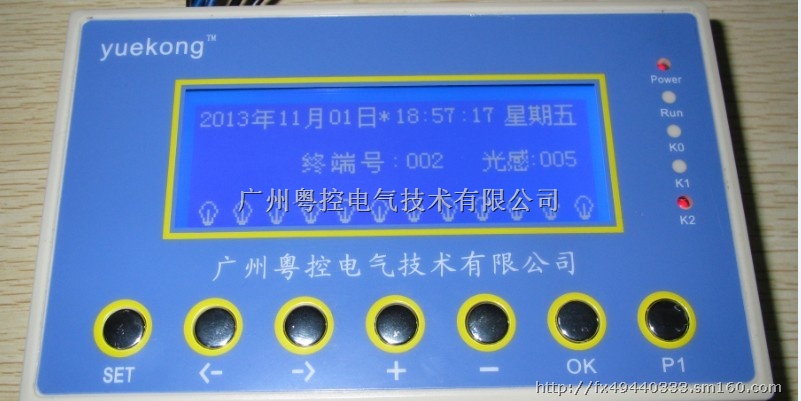 yuekong™
Power
Run
K0
K1
K2
2013年11月01日*18:57:17 星期五
终端号:002 光感:005
广州粤控电气技术有限公司
广州粤控电气技术有限公司
SET <- -> + - OK P1
http://fx49440333.sm160.com